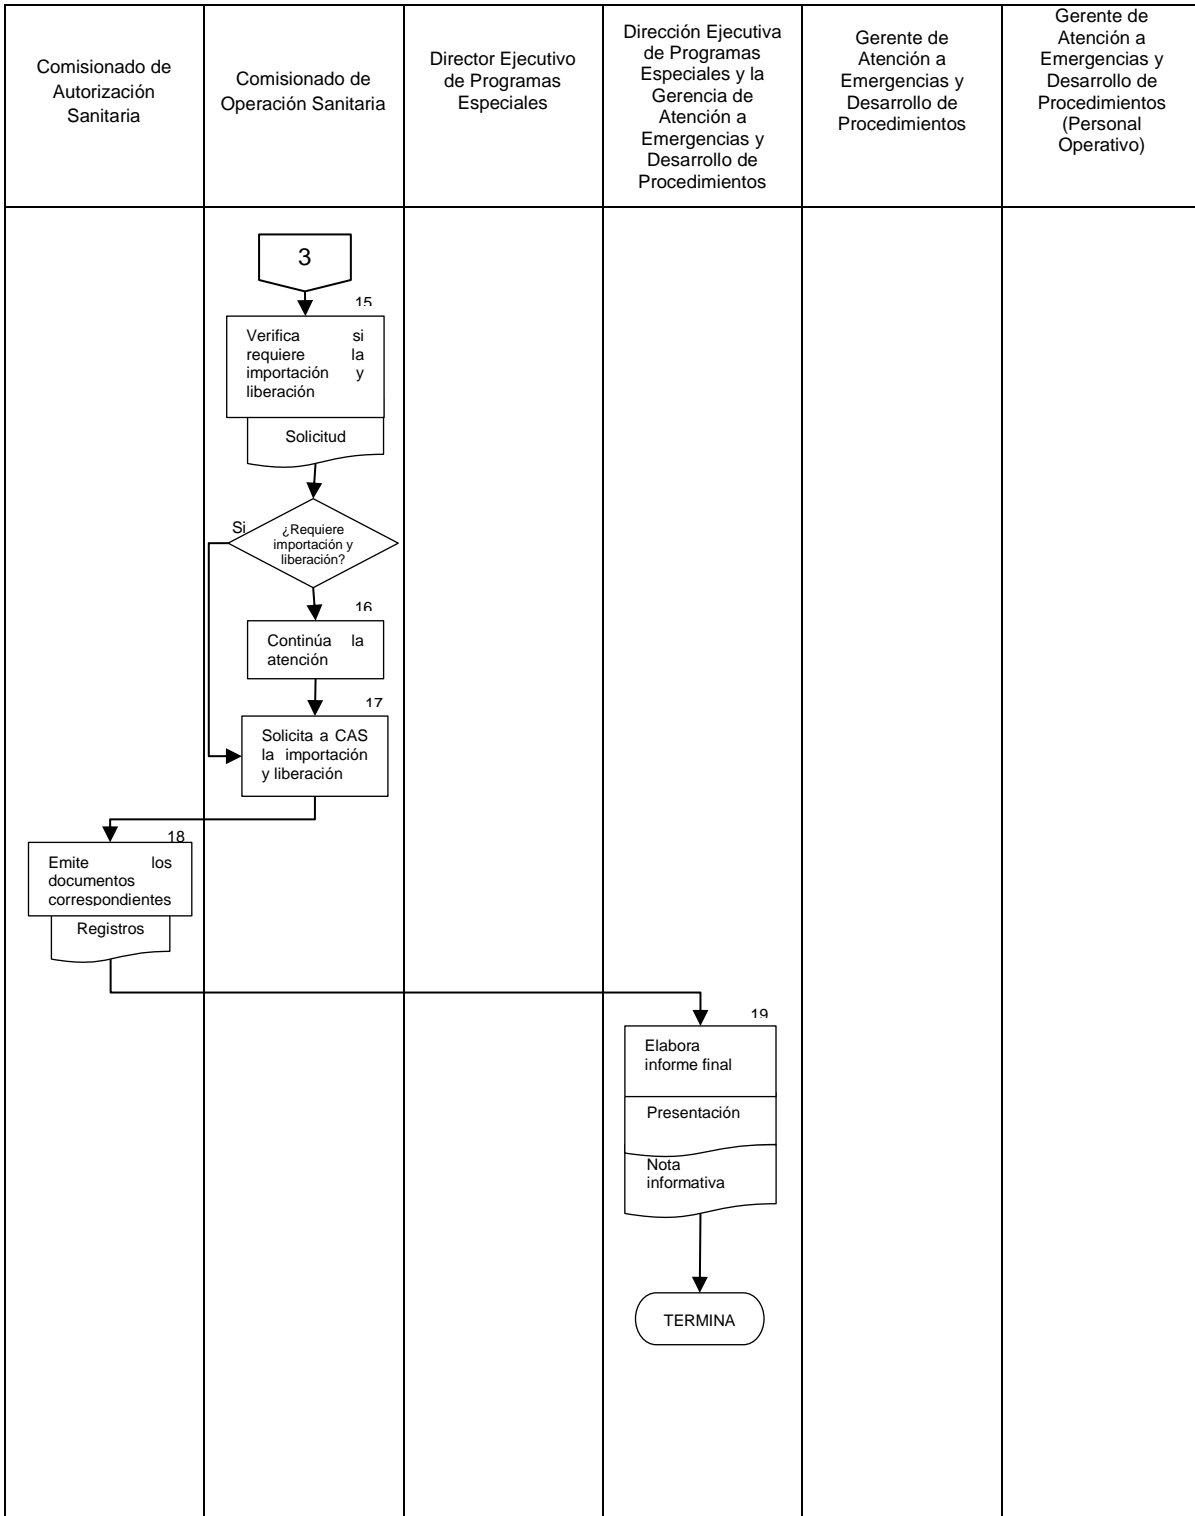 Comisionado de
Autorización
Sanitaria
Comisionado de
Operación Sanitaria
Director Ejecutivo
de Programas
Especiales
Dirección Ejecutiva
de Programas
Especiales y la
Gerencia de
Atención a
Emergencias y
Desarrollo de
Procedimientos
Gerente de
Atención a
Emergencias y
Desarrollo de
Procedimientos
Gerente de
Atención a
Emergencias y
Desarrollo de
Procedimientos
(Personal
Operativo)
3
15
Verifica si
requiere la
importación y
liberación
Solicitud
Si
¿Requiere
importación y
liberación?
16
Continúa la
atención
17
Solicita a CAS
la importación
y liberación
18
Emite los
documentos
correspondientes
Registros
19
Elabora
informe final
Presentación
Nota
informativa
TERMINA